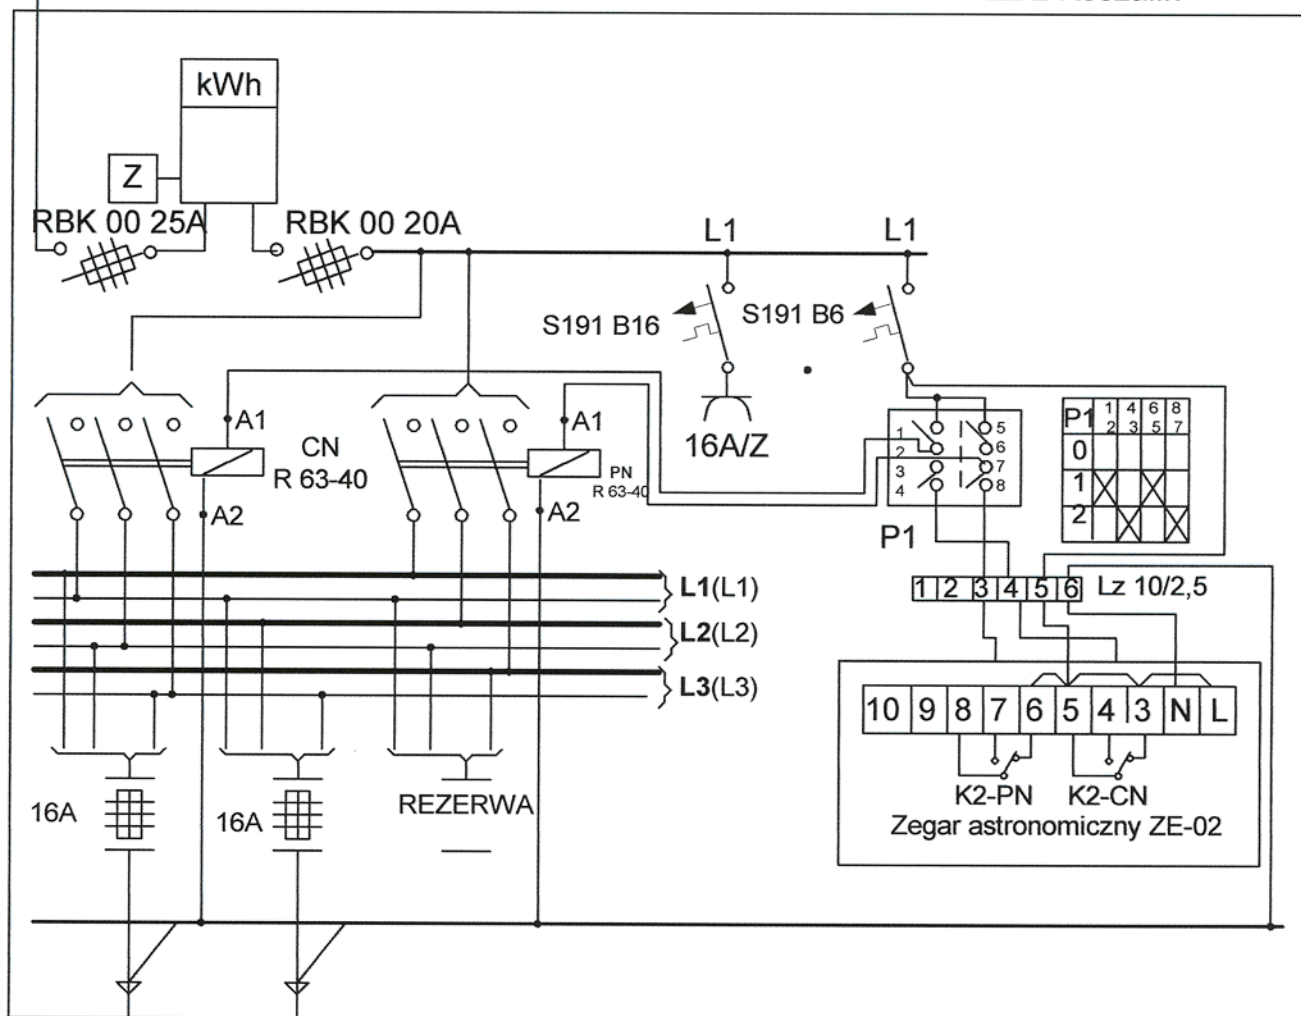 kWh
Z
RBK 00 25A
RBK 00 20A
L1
L1
S191 B16
S191 B6
A1
CN
R 63-40
A2
A1
PN
R 63-40
A2
16A/Z
1
2
3
4
5
6
7
8
P1
P1 1 4 6 8
2 3 5 7
0
1
2
L1(L1)
L2(L2)
L3(L3)
1 2 3 4 5 6 Lz 10/2,5
10 9 8 7 6 5 4 3 N L
K2-PN K2-CN
Zegar astronomiczny ZE-02
16A
16A
REZERWA